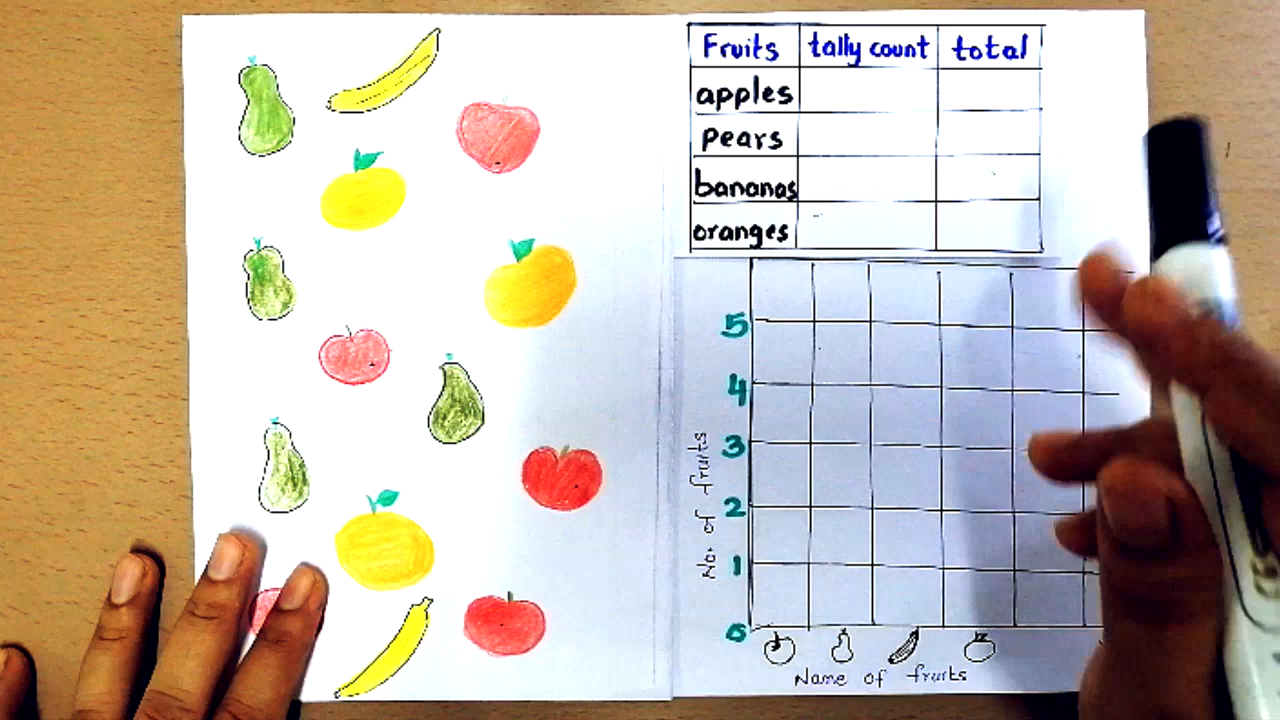 Fruits tally count total
apples
pears
bananas
oranges
5
4
3
2
1
0
No. of fruits
Name of fruits